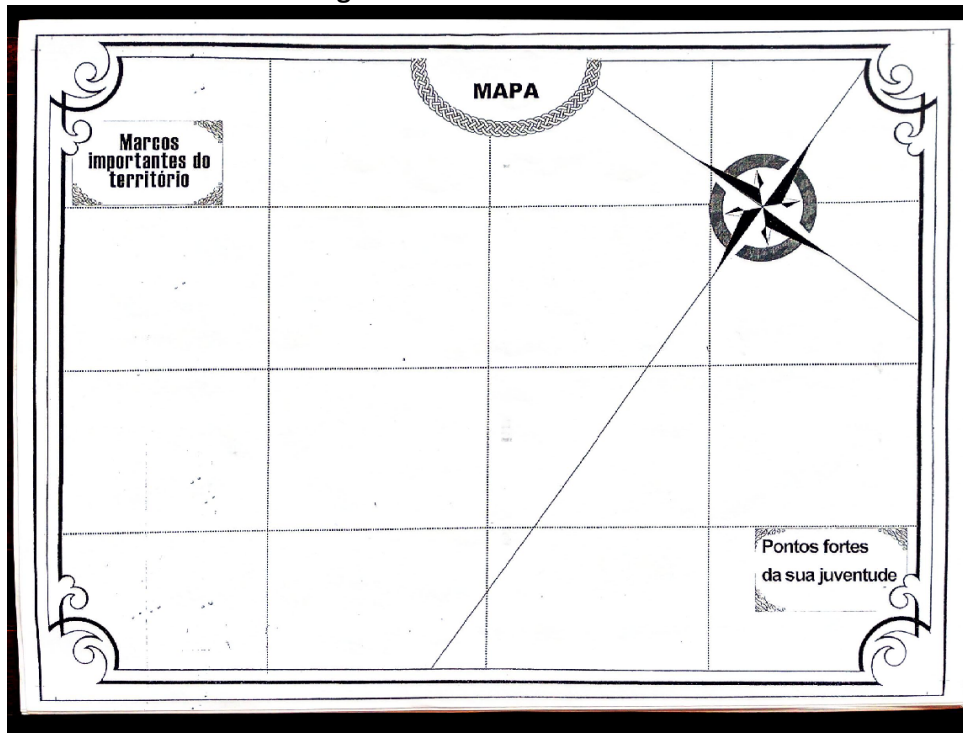 MAPA
Marcos
importantes do
território
Pontos fortes
da sua juventude